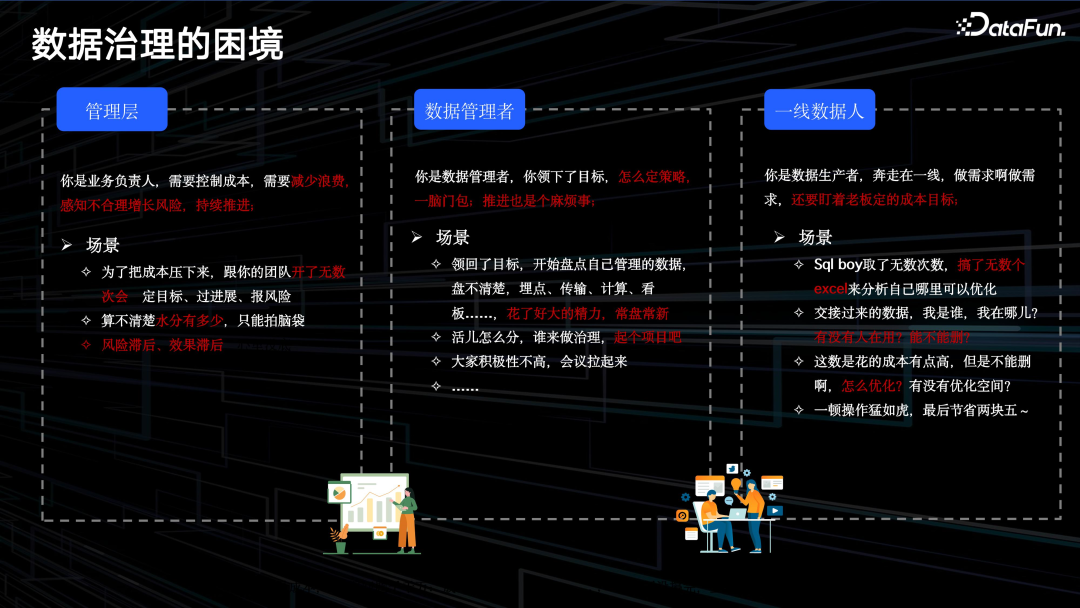 数据治理的困境
DataFun.
管理层
你是业务负责人，需要控制成本，需要减少浪费，
感知不合理增长风险，持续推进；
场景
为了把成本压下来，跟你的团队开了无数
次会 定目标、过进展、报风险
算不清楚水分有多少，只能拍脑袋
风险滞后、效果滞后
数据管理者
你是数据管理者，你领下了目标，怎么定策略，
一脑门包；推进也是个麻烦事；
场景
领回了目标，开始盘点自己管理的数据，
盘不清楚，埋点、传输、计算、看
板……，花了好大的精力，常盘常新
活儿怎么分，谁来做治理，起个项目吧
大家积极性不高，会议拉起来
……
一线数据人
你是数据生产者，奔走在一线，做需求啊做需
求，还要盯着老板定的成本目标；
场景
Sql boy取了无数次数，搞了无数个
excel来分析自己哪里可以优化
交接过来的数据，我是谁，我在哪儿？
有没有人在用？能不能删？
这数是花的成本有点高，但是不能删
啊，怎么优化？有没有优化空间？
一顿操作猛如虎，最后节省两块五～